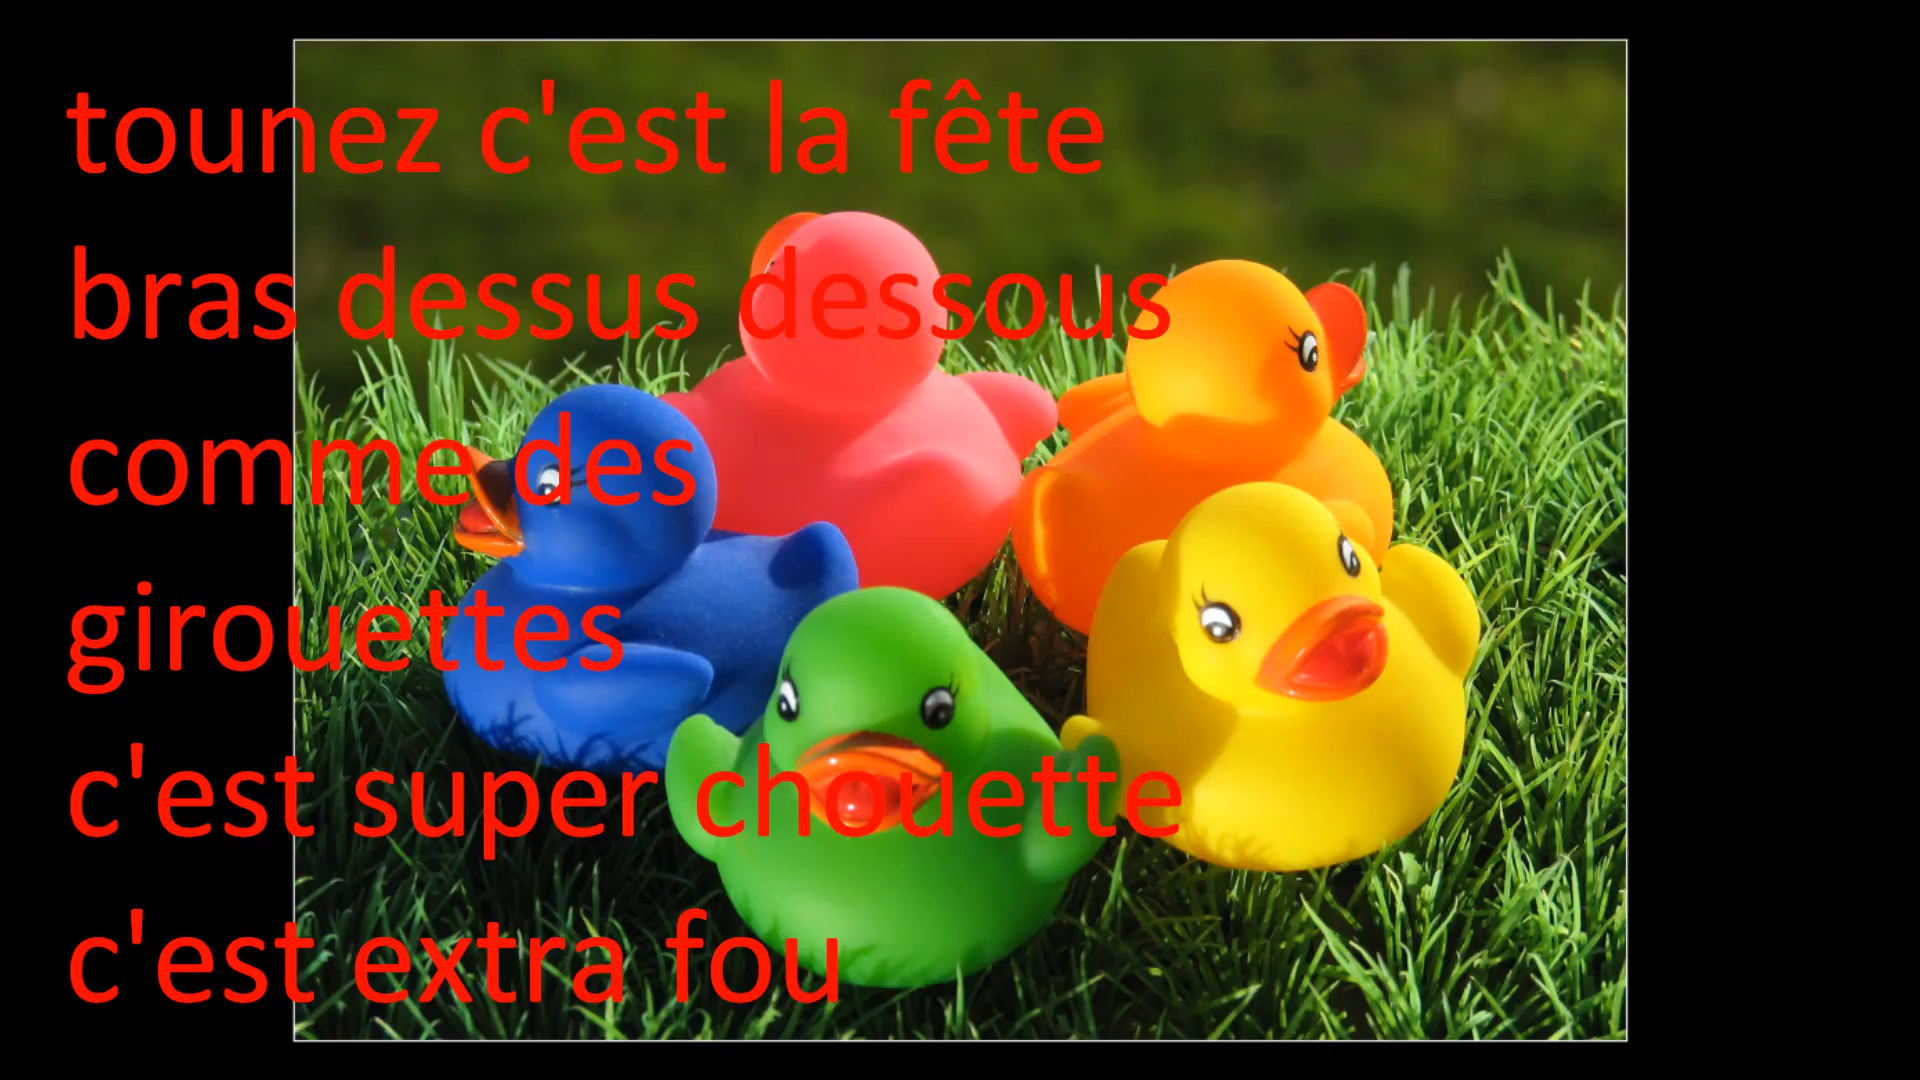 tounez c'est la fête
bras dessus dessous
comme des
girouettes
c'est super chouette
c'est extra fou